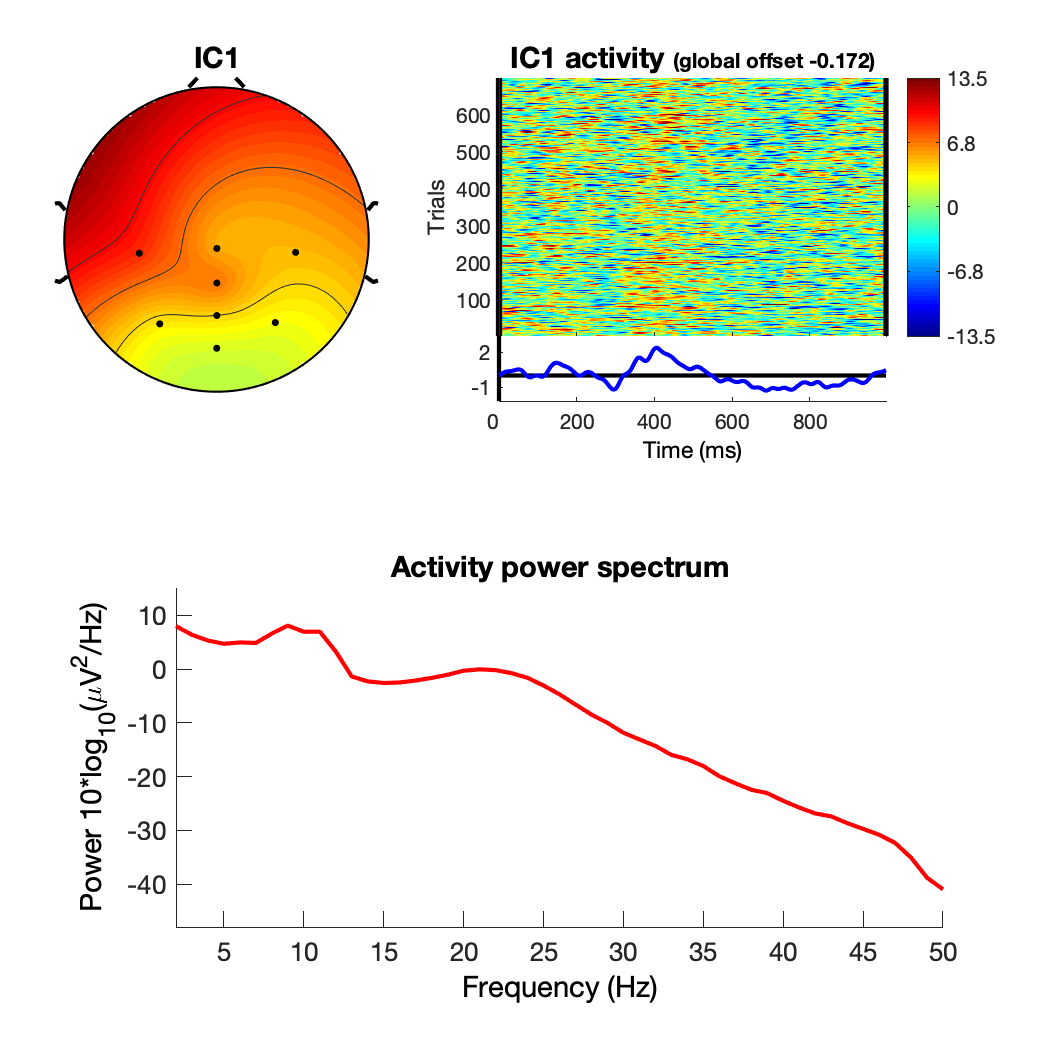 IC1
IC1 activity (global offset -0.172)
Trials
600
500
400
300
200
100
13.5
6.8
0
-6.8
-13.5
2
-1
0 200 400 600 800
Time (ms)
Activity power spectrum
Power 10*log10(μV2/Hz)
10
0
-10
-20
-30
-40
5 10 15 20 25 30 35 40 45 50
Frequency (Hz)